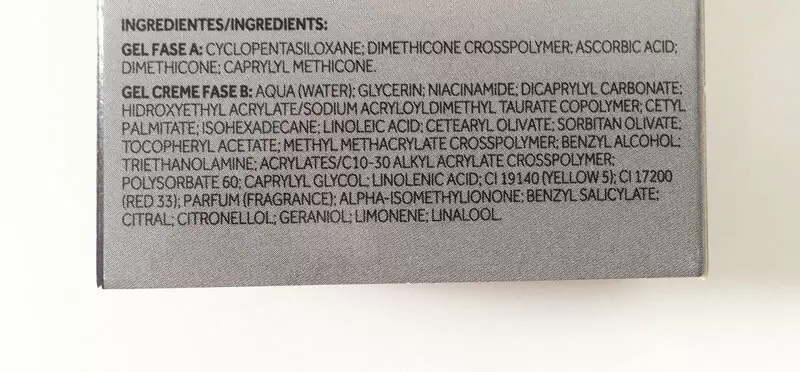 INGREDIENTES/INGREDIENTS:
GEL FASE A: CYCLOPENTASILOXANE; DIMETHICONE CROSSPOLYMER; ASCORBIC ACID;
DIMETHICONE; CAPRYLYL METHICONE.
GEL CREME FASE B: AQUA (WATER); GLYCERIN; NIACINAMIDE; DICAPRYLYL CARBONATE;
HIDROXYETHYL ACRYLATE/SODIUM ACRYLOYLDIMETHYL TAURATE COPOLYMER; CETYL
PALMITATE; ISOHEXADECANE; LINOLEIC ACID; CETEARYL OLIVATE; SORBITAN OLIVATE;
TOCOPHERYL ACETATE; METHYL METHACRYLATE CROSSPOLYMER; BENZYL ALCOHOL;
TRIETHANOLAMINE; ACRYLATES/C10-30 ALKYL ACRYLATE CROSSPOLYMER;
POLYSORBATE 60; CAPRYLYL GLYCOL; LINOLENIC ACID; CI 19140 (YELLOW 5); CI 17200
(RED 33); PARFUM (FRAGRANCE); ALPHA-ISOMETHYLIONONE; BENZYL SALICYLATE;
CITRAL; CITRONELLOL; GERANIOL; LIMONENE; LINALOOL.